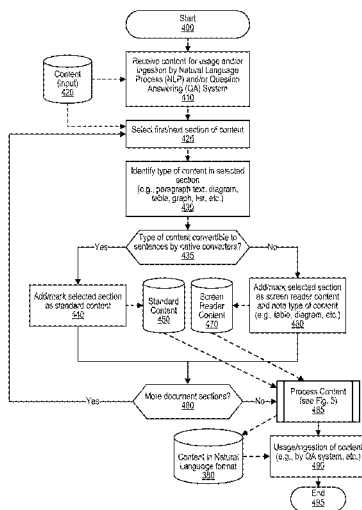 Start
400
Receive content for usage and/or
ingestion by Natural Language
Process (NLP) and/or Question
Answering (QA) System
410
Content
(input)
420
Select first/next section of content
425
Identify type of content in selected
section
(e.g., paragraph text, diagram,
table, graph, list, etc.)
430
Type of content convertible to
sentences by native converters?
435
Yes
No
Add/mark selected section
as standard content
440
Standard
Content
450
Screen
Reader
Content
470
Add/mark selected section
as screen reader content
and note type of content
(e.g., table, diagram, etc.)
460
Yes
More document sections?
480
No
Process Content
(see Fig. 5)
485
Content in Natural
Language format
380
Usage/ingestion of content
(e.g., by QA system, etc.)
490
End
495